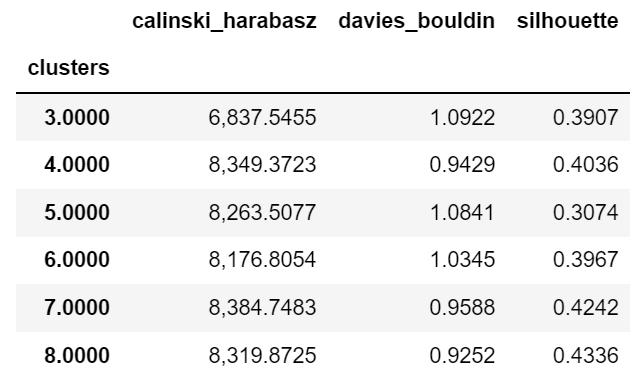 calinski_harabasz davies_bouldin silhouette
clusters
3.0000 6,837.5455 1.0922 0.3907
4.0000 8,349.3723 0.9429 0.4036
5.0000 8,263.5077 1.0841 0.3074
6.0000 8,176.8054 1.0345 0.3967
7.0000 8,384.7483 0.9588 0.4242
8.0000 8,319.8725 0.9252 0.4336